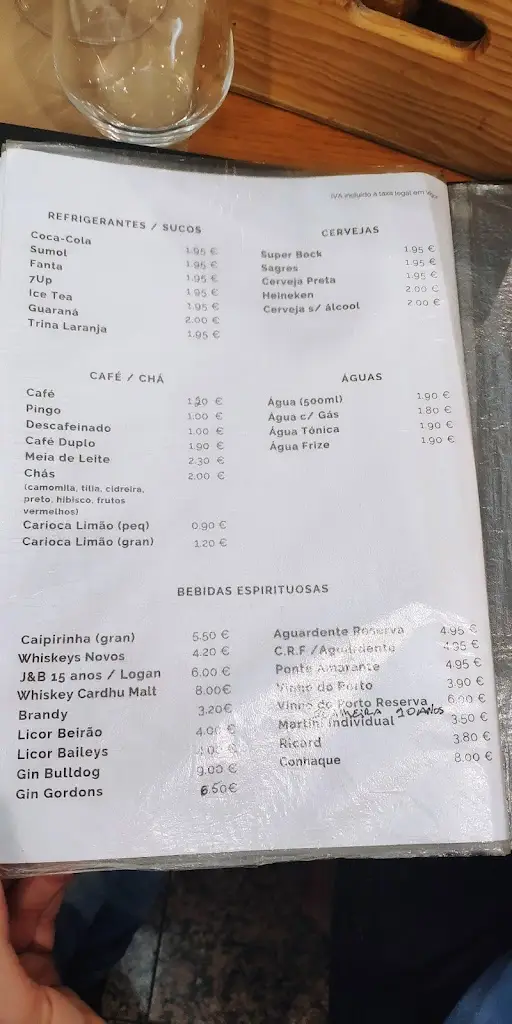 IVA incluído à taxa legal em vigor
REFRIGERANTES / SUCOS
Coca-Cola 1.95 €
Sumol 1.95 €
Fanta 1.95 €
7Up 1.95 €
Ice Tea 1.95 €
Guaraná 2.00 €
Trina Laranja 1.95 €
CERVEJAS
Super Bock 1.95 €
Sagres 1.95 €
Cerveja Preta 1.95 €
Heineken 2.00 €
Cerveja s/ álcool 2.00 €
CAFÉ / CHÁ
Café 1.20 €
Pingo 1.00 €
Descafeinado 1.00 €
Café Duplo 1.90 €
Meia de Leite 2.30 €
Chás 2.00 €
(camomila, tília, cidreira,
preto, hibisco, frutos
vermelhos)
Carioca Limão (peq) 0.90 €
Carioca Limão (gran) 1.20 €
ÁGUAS
Água (500ml) 1.90 €
Água c/ Gás 1.80 €
Água Tónica 1.90 €
Água Frize 1.90 €
BEBIDAS ESPIRITUOSAS
Caipirinha (gran) 5.50 €
Whiskeys Novos 4.20 €
J&B 15 anos / Logan 6.00 €
Whiskey Cardhu Malt 8.00€
Brandy 3.20€
Licor Beirão 4.00 €
Licor Baileys 4.00 €
Gin Bulldog 9.00 €
Gin Gordons 6.50€
Aguardente Reserva 4.95 €
C.R.F /Aguardente 4.95 €
Ponte Amarante 4.95 €
Vinho do Porto 3.90 €
Vinho do Porto Reserva 6.00 €
10 ANOS
Martini Individual 3.50 €
Ricard 3.80 €
Conhaque 8.00 €